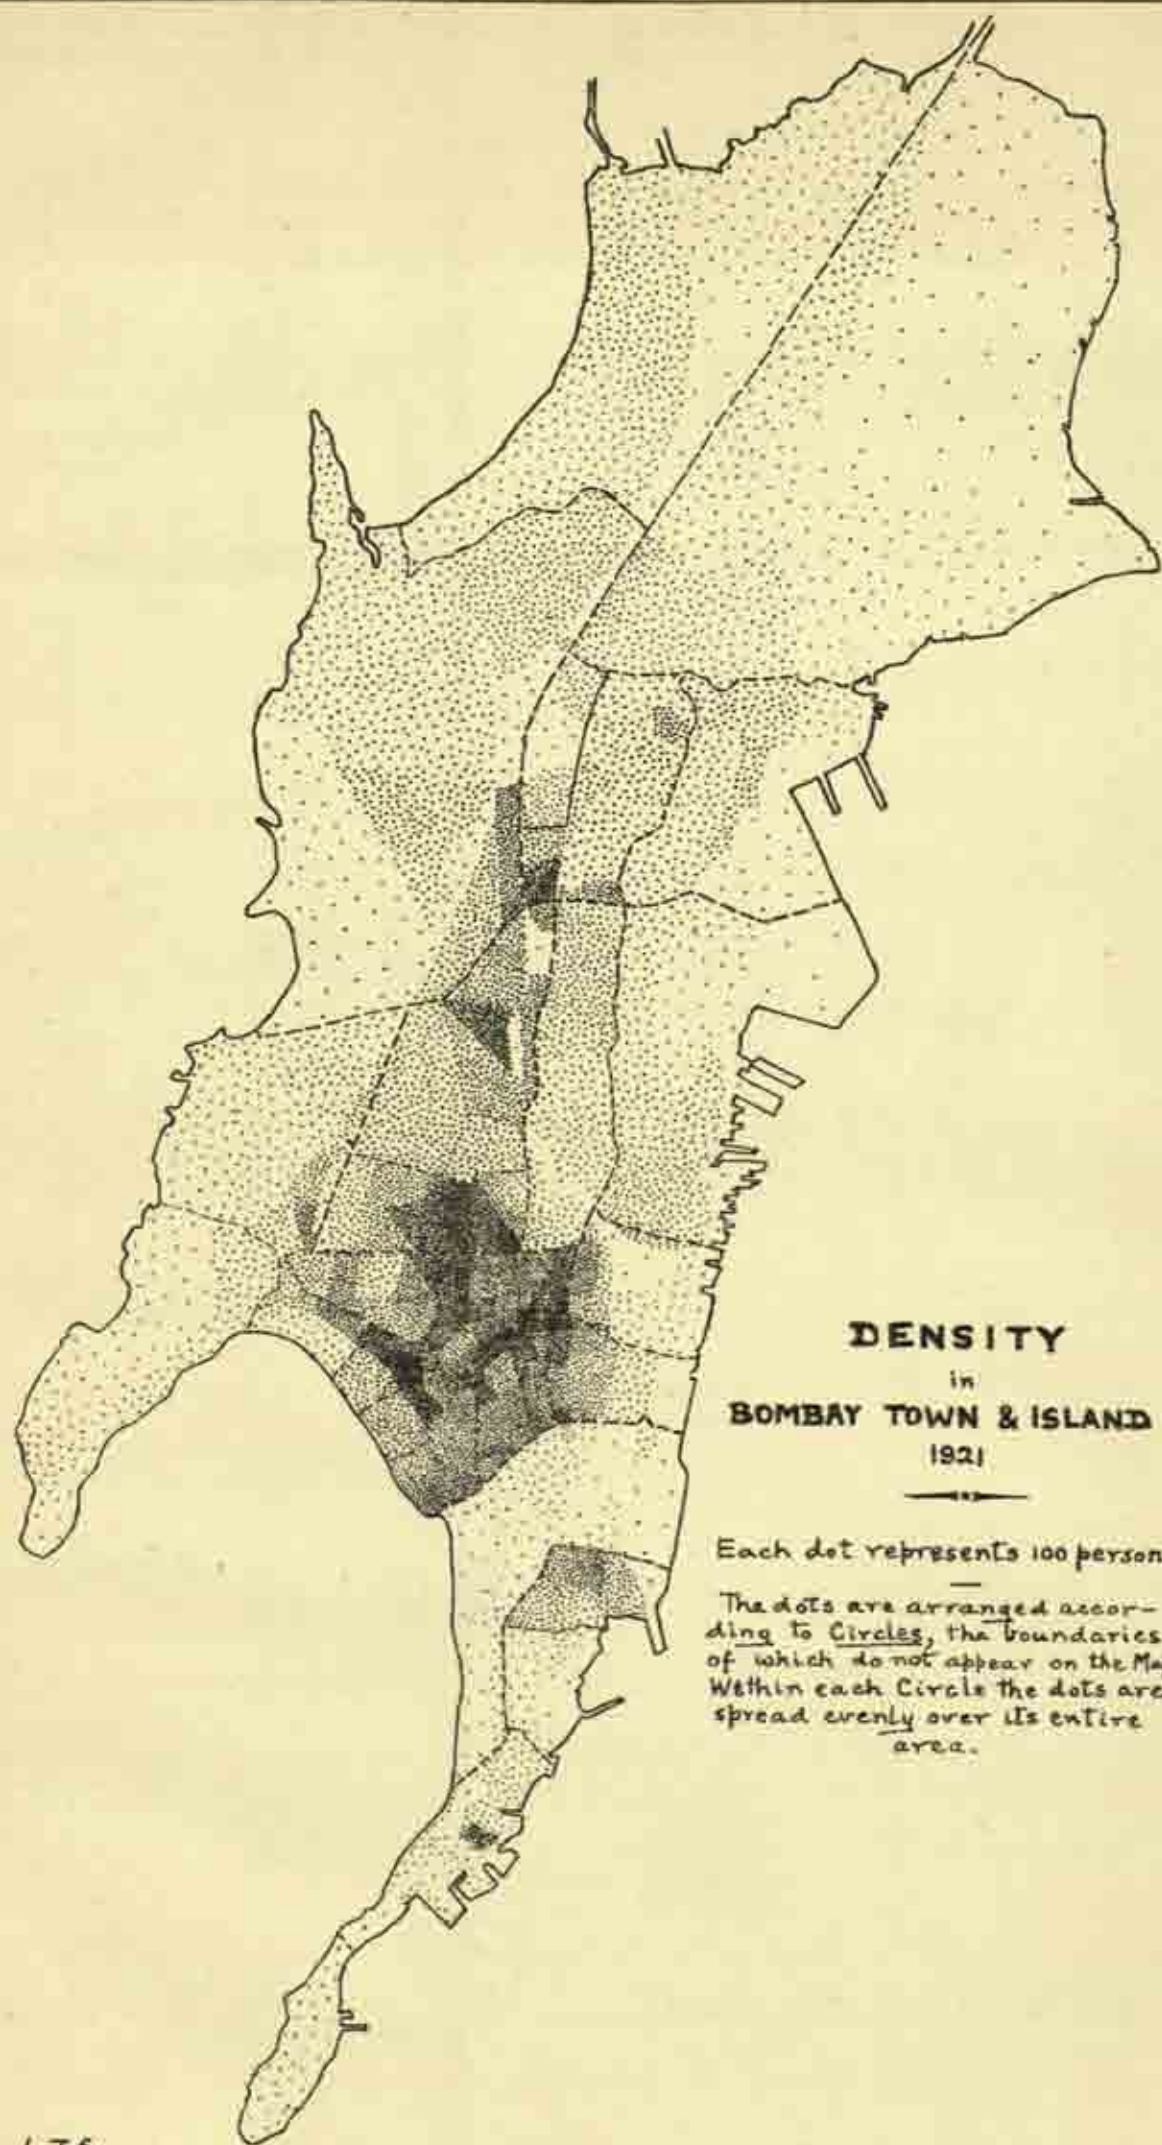 DENSITY
in
BOMBAY TOWN & ISLAND
1921
Each dot represents 100 person
The dots are arranged accor-
ding to Circles, the boundaries
of which do not appear on the Ma
Within each Circle the dots are
spread evenly over its entire
area.